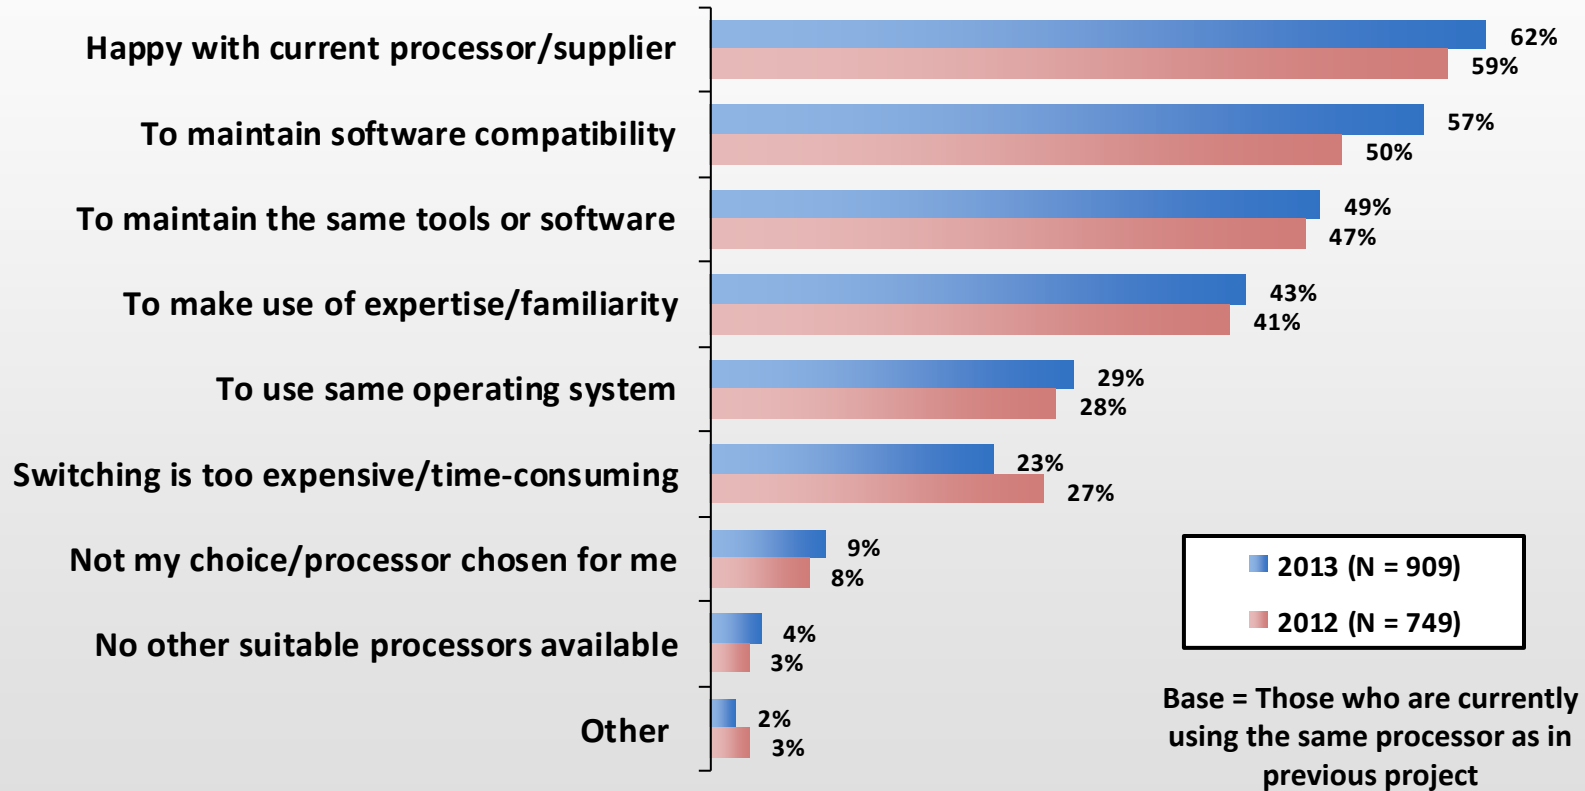 Happy with current processor/supplier
62%
59%
To maintain software compatibility
57%
50%
To maintain the same tools or software
49%
47%
To make use of expertise/familiarity
43%
41%
To use same operating system
29%
28%
Switching is too expensive/time-consuming
23%
27%
Not my choice/processor chosen for me
9%
8%
No other suitable processors available
4%
3%
Other
2%
3%
2013 (N = 909)
2012 (N = 749)
Base = Those who are currently
using the same processor as in
previous project